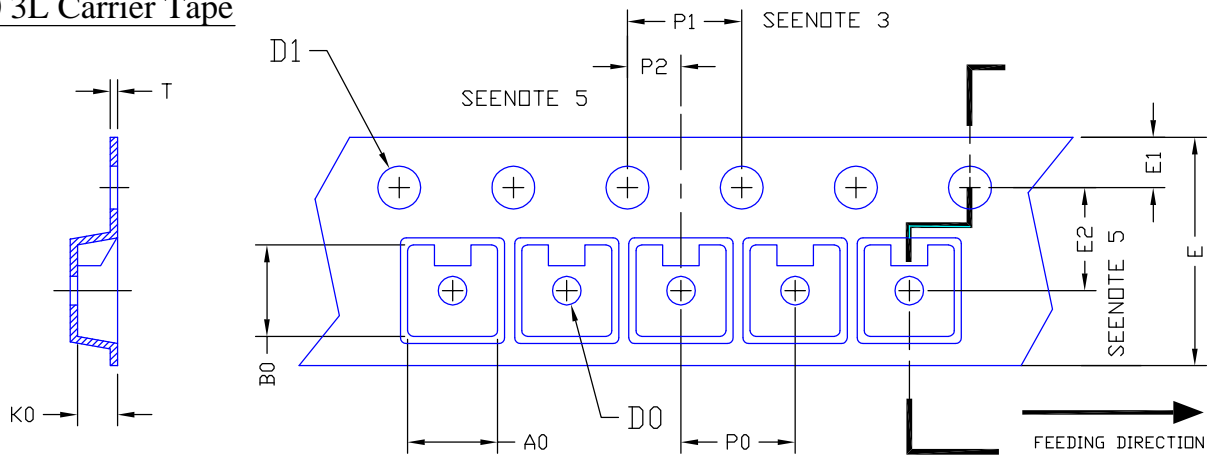 3L Carrier Tape
P1
SEENOTE 3
D1
P2
T
SEENOTE 5
E1
E2
E
SEENOTE 5
B0
K0
A0
D0
P0
FEEDING DIRECTION